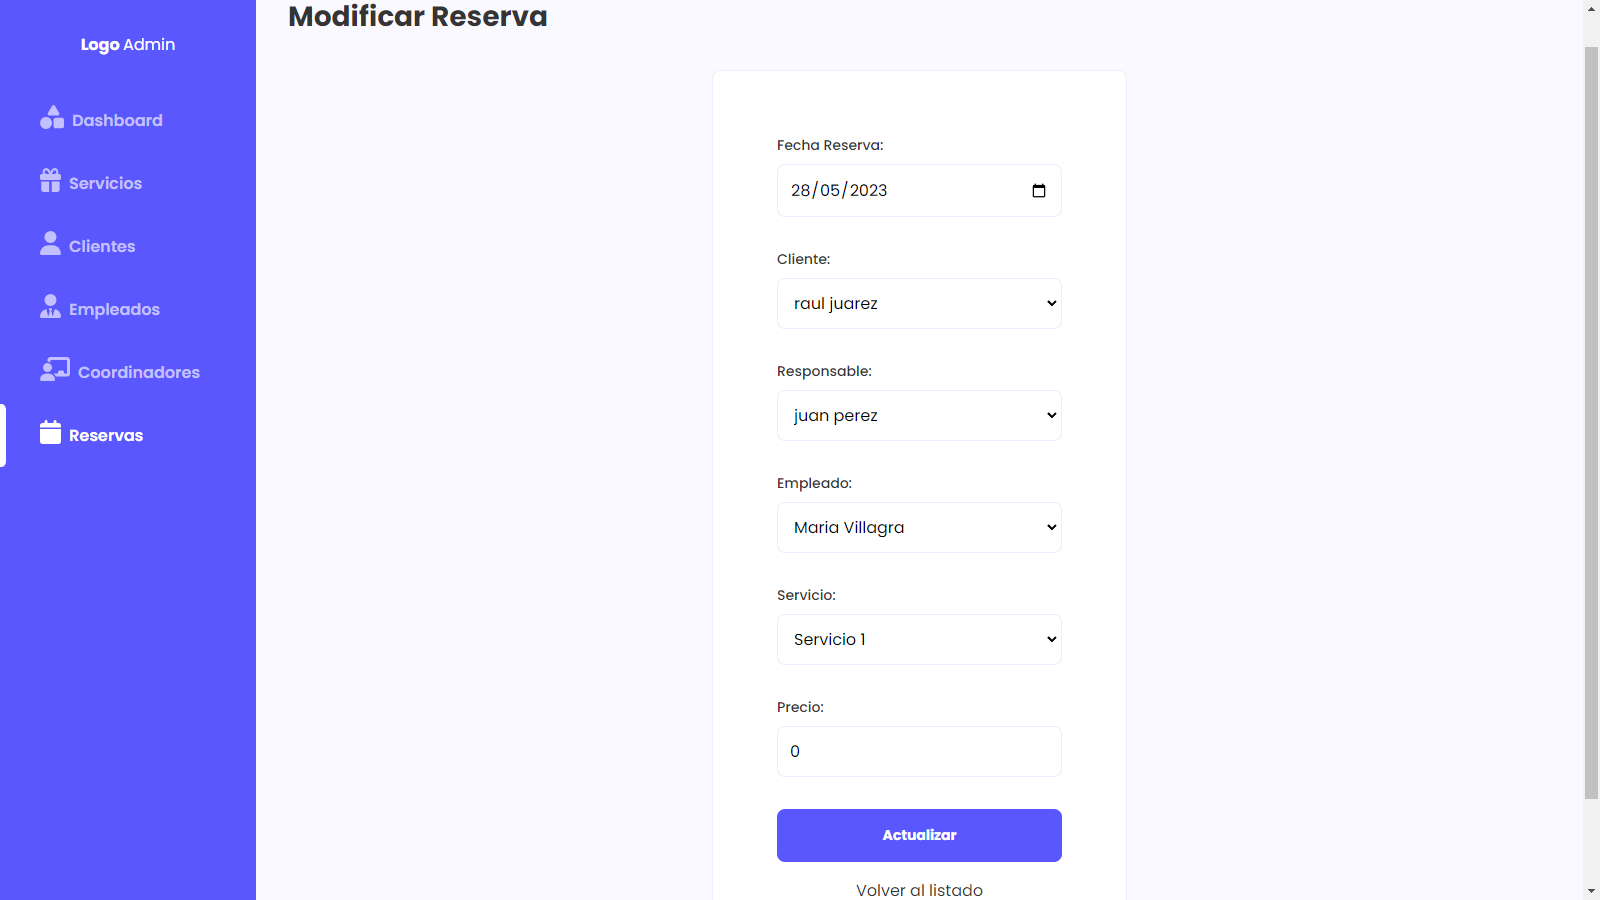 Modificar Reserva
Logo Admin
Dashboard
Servicios
Clientes
Empleados
Coordinadores
Reservas
Fecha Reserva:
28/05/2023
Cliente:
raul juarez
Responsable:
juan perez
Empleado:
Maria Villagra
Servicio:
Servicio 1
Precio:
0
Actualizar
Volver al listado